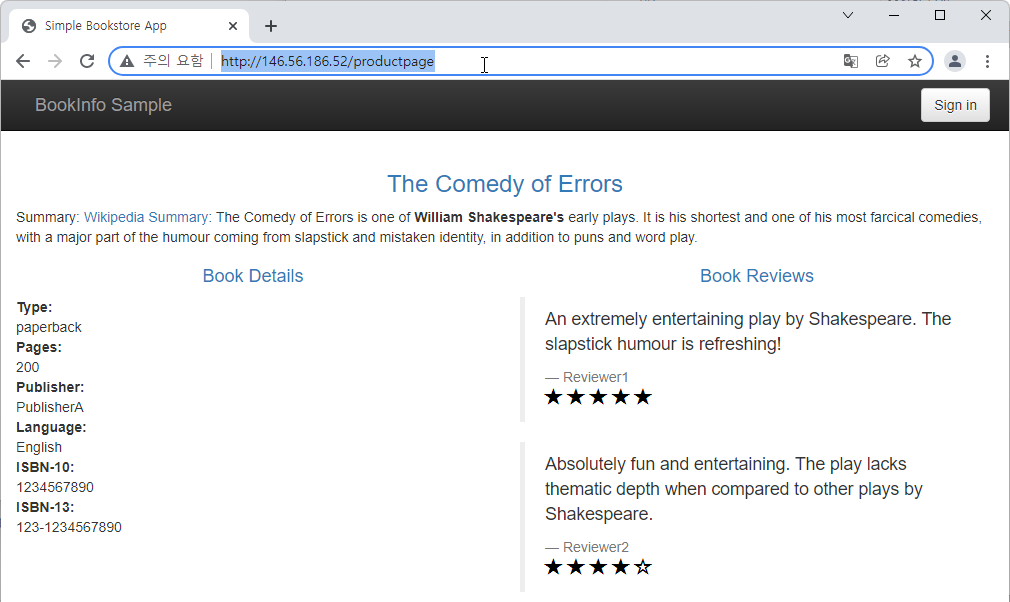 Simple Bookstore App
주의 요함 http://146.56.186.52/productpage
BookInfo Sample
Sign in
The Comedy of Errors
Summary: Wikipedia Summary: The Comedy of Errors is one of William Shakespeare's early plays. It is his shortest and one of his most farcical comedies,
with a major part of the humour coming from slapstick and mistaken identity, in addition to puns and word play.
Book Details
Type:
paperback
Pages:
200
Publisher:
PublisherA
Language:
English
ISBN-10:
1234567890
ISBN-13:
123-1234567890
Book Reviews
An extremely entertaining play by Shakespeare. The
slapstick humour is refreshing!
— Reviewer1
★★★★★
Absolutely fun and entertaining. The play lacks
thematic depth when compared to other plays by
Shakespeare.
— Reviewer2
★★★★☆